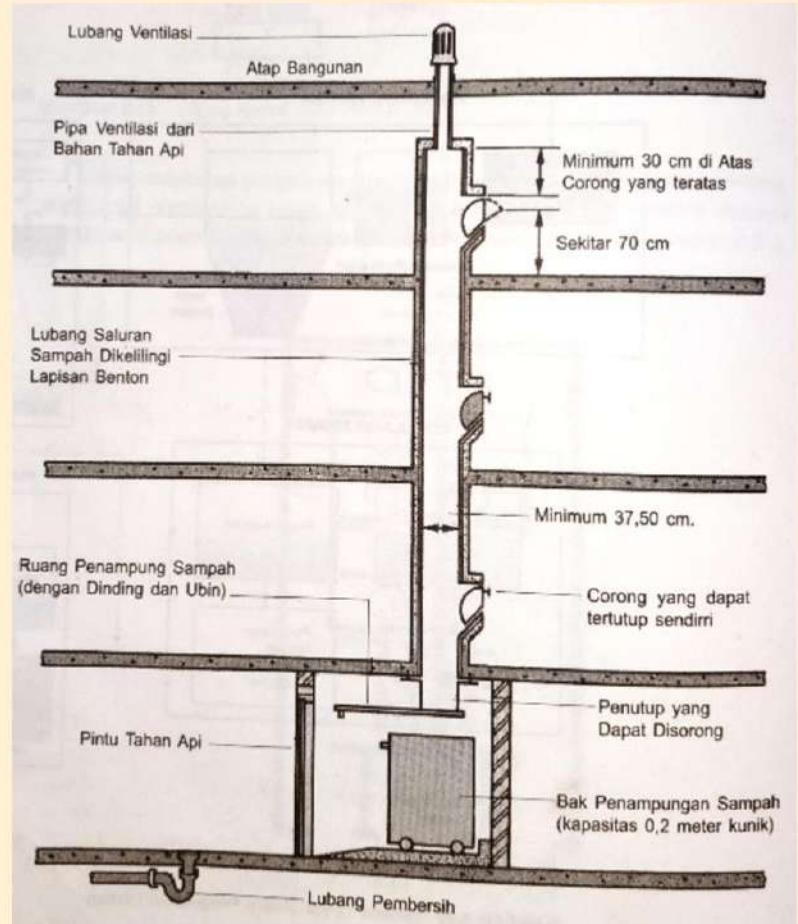 Lubang Ventilasi
Atap Bangunan
Pipa Ventilasi dari
Bahan Tahan Api
Minimum 30 cm di Atas
Corong yang teratas
Sekitar 70 cm
Lubang Saluran
Sampah Dikelilingi
Lapisan Benton
Minimum 37,50 cm.
Ruang Penampung Sampah
(dengan Dinding dan Ubin)
Corong yang dapat
tertutup sendirri
Penutup yang
Dapat Disorong
Pintu Tahan Api
Bak Penampungan Sampah
(kapasitas 0,2 meter kunik)
Lubang Pembersih